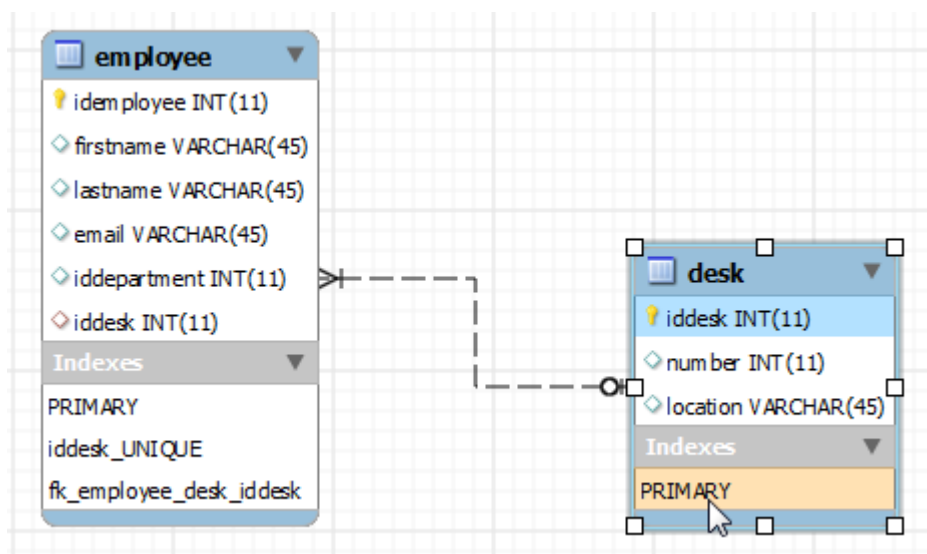 employee
idemployee INT(11)
firstname VARCHAR(45)
lastname VARCHAR(45)
email VARCHAR(45)
iddepartment INT(11)
iddesk INT(11)
Indexes
PRIMARY
iddesk_UNIQUE
fk_employee_desk_iddesk
desk
iddesk INT(11)
number INT(11)
location VARCHAR(45)
Indexes
PRIMARY